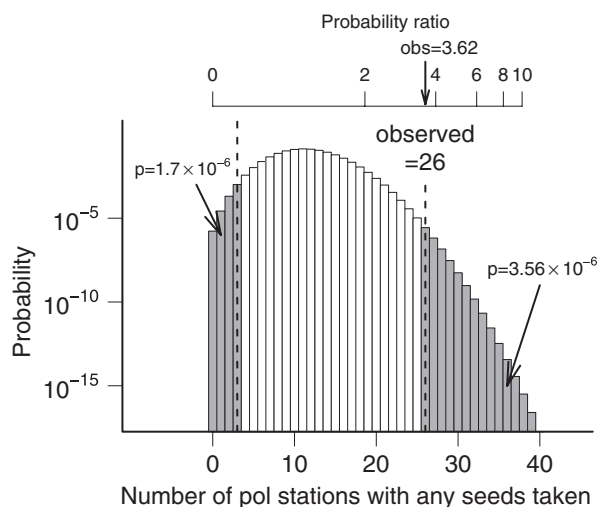 Probability ratio
obs=3.62
0 2 4 6 8 10
observed
=26
p=1.7×10⁻⁶
p=3.56×10⁻⁶
Probability
10⁻⁵
10⁻¹⁰
10⁻¹⁵
0 10 20 30 40
Number of pol stations with any seeds taken